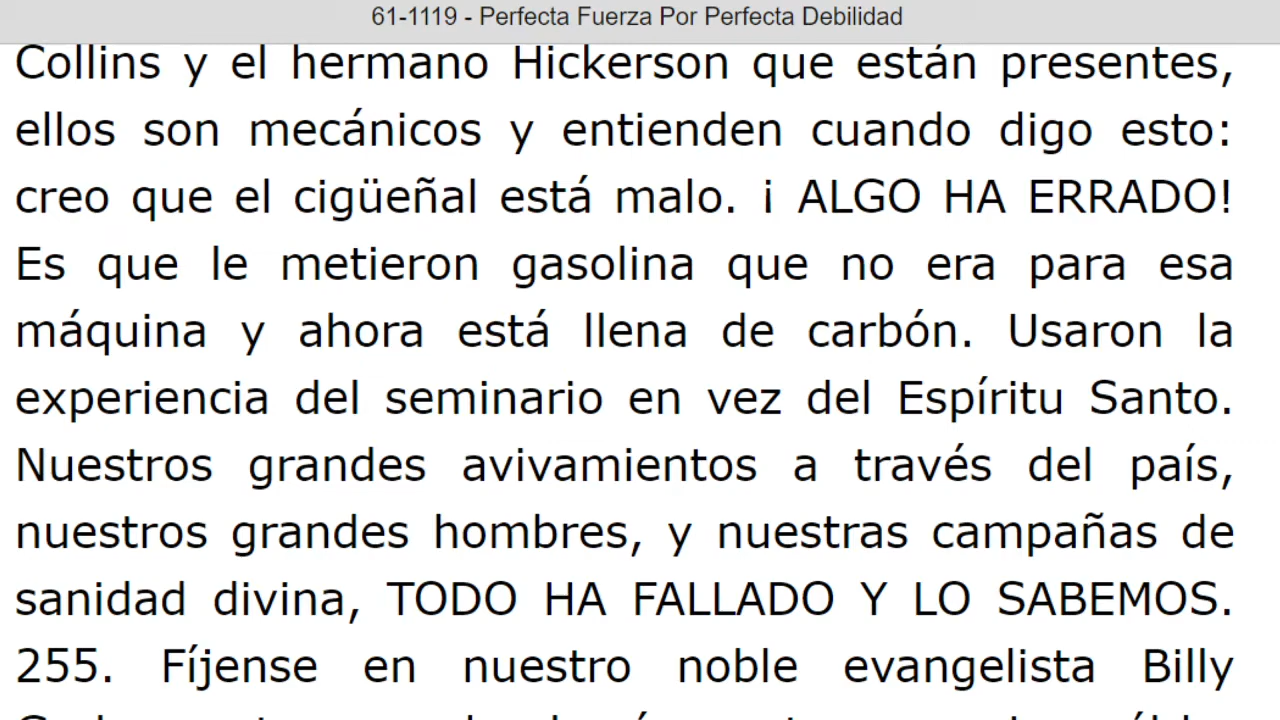 61-1119 - Perfecta Fuerza Por Perfecta Debilidad
Collins y el hermano Hickerson que están presentes,
ellos son mecánicos y entienden cuando digo esto:
creo que el cigüeñal está malo. ¡ ALGO HA ERRADO!
Es que le metieron gasolina que no era para esa
máquina y ahora está llena de carbón. Usaron la
experiencia del seminario en vez del Espíritu Santo.
Nuestros grandes avivamientos a través del país,
nuestros grandes hombres, y nuestras campañas de
sanidad divina, TODO HA FALLADO Y LO SABEMOS.
255. Fíjense en nuestro noble evangelista Billy